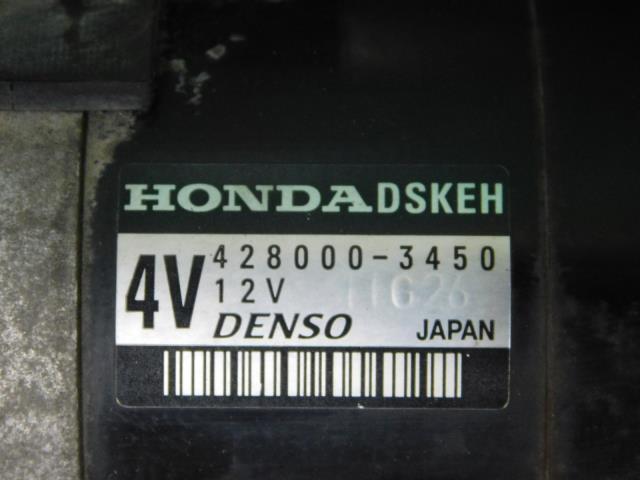 HONDA DSKEH
4V 428000-3450
12V
DENSO JAPAN